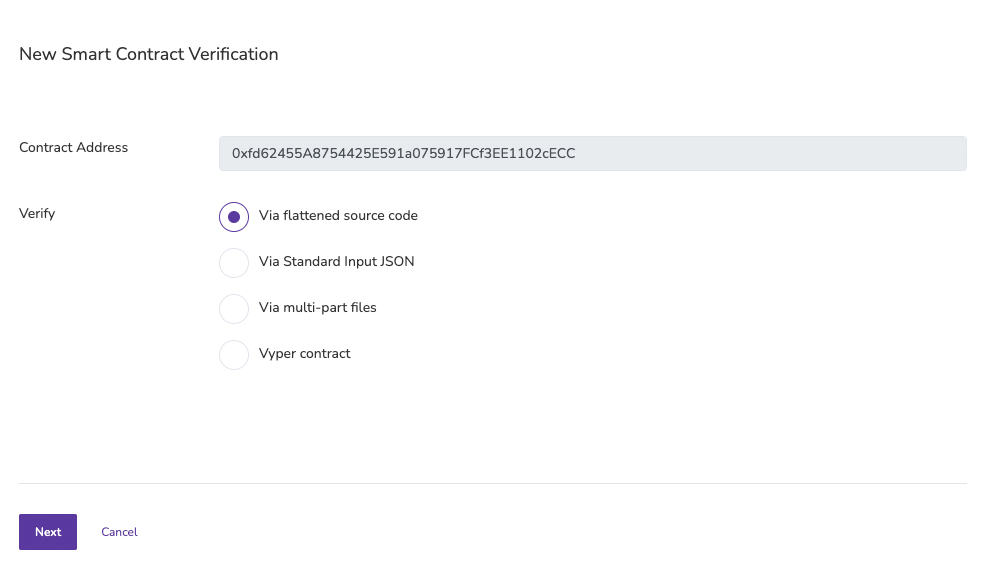 New Smart Contract Verification
Contract Address
0xfd62455A8754425E591a075917FCf3EE1102cECC
Verify
Via flattened source code
Via Standard Input JSON
Via multi-part files
Vyper contract
Next
Cancel